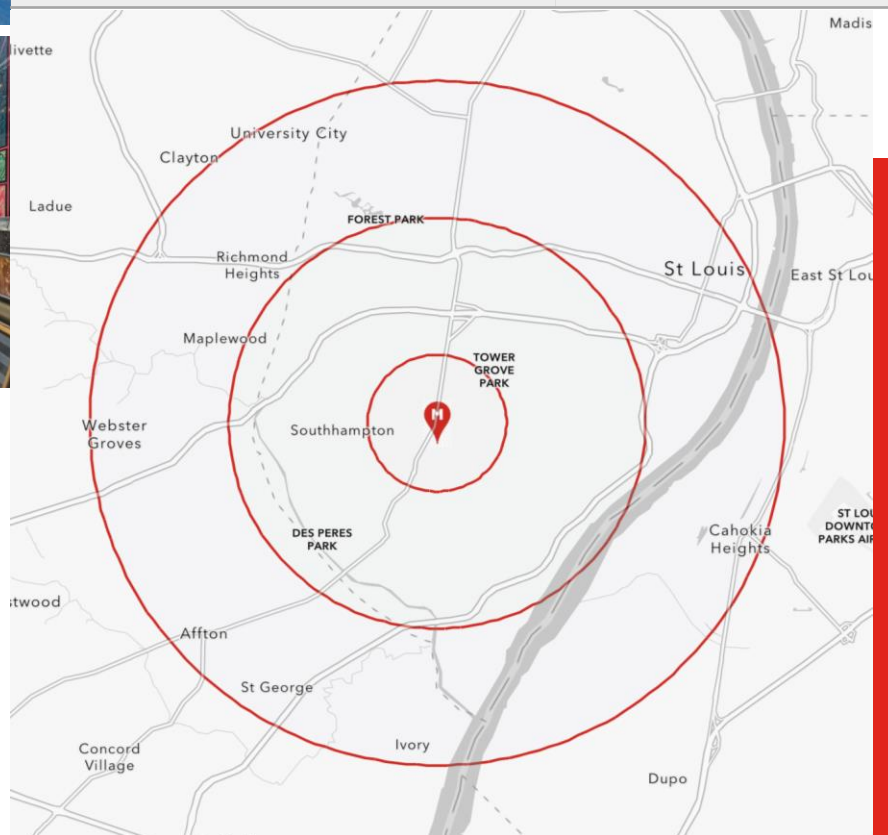 Madis
livette
University City
Clayton
Ladue
FOREST PARK
Richmond
Heights
St Louis
East St Lou
Maplewood
TOWER
GROVE
PARK
M
Webster
Groves
Southhampton
ST LOU
DOWNTO
PARKS AIR
DES PERES
PARK
Cahokia
Heights
stwood
Affton
St George
Ivory
Concord
Village
Dupo